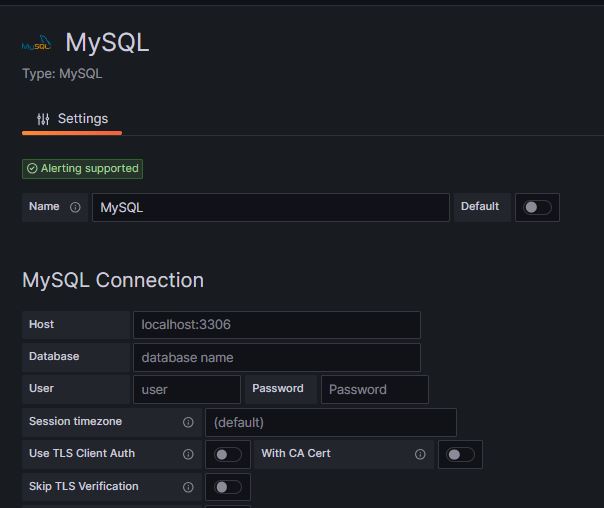 MySQL MySQL
Type: MySQL
Settings
Alerting supported
Name MySQL Default
MySQL Connection
Host localhost:3306
Database database name
User user Password Password
Session timezone (default)
Use TLS Client Auth With CA Cert
Skip TLS Verification